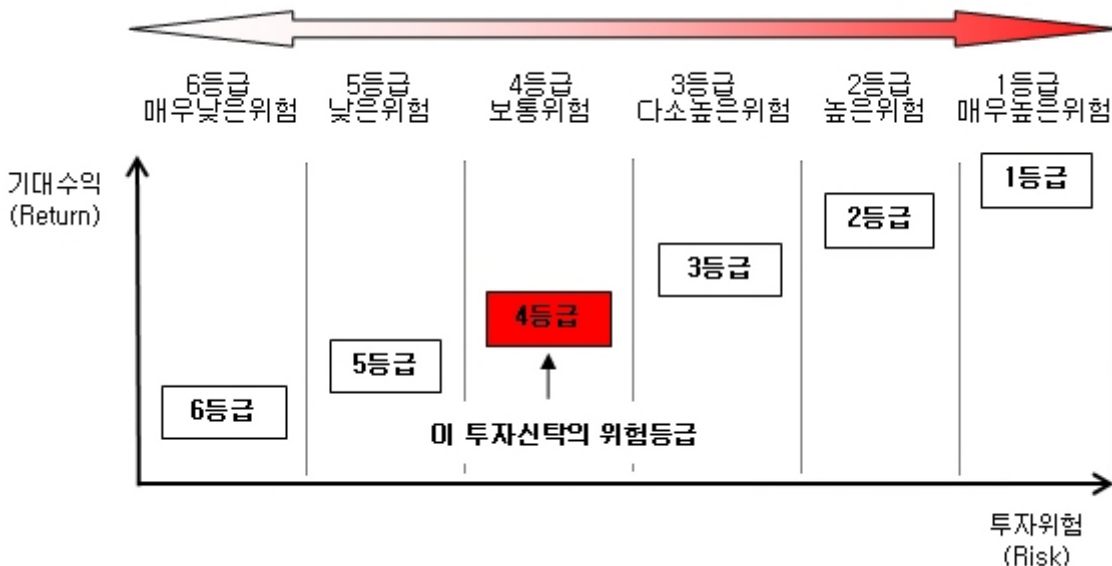 6등급 5등급 4등급 3등급 2등급 1등급
매우낮은위험 낮은위험 보통위험 다소높은위험 높은위험 매우높은위험
기대수익
(Return)
1등급
2등급
3등급
4등급
5등급
6등급
이 투자신탁의 위험등급
투자위험
(Risk)